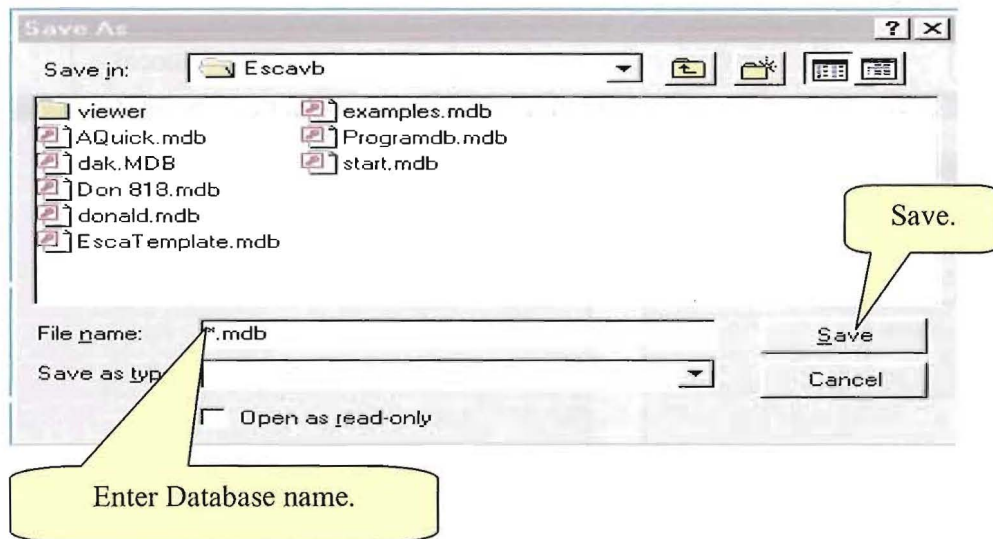 Save As
Save in: Escavb
viewer
AQuick.mdb
dak.MDB
Don 813.mdb
donald.mdb
EscaTemplate.mdb
examples.mdb
Programdb.mdb
start.mdb
Save.
File name: *.mdb
Save
Save as typ
Cancel
Open as read-only
Enter Database name.